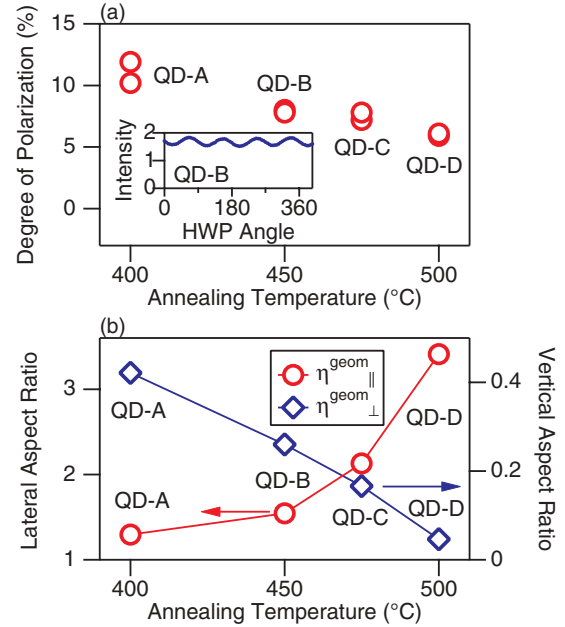 (a)
15
10
5
0
Degree of Polarization (%)
QD-A
QD-B
QD-C
QD-D
2
1
0
Intensity
QD-B
0 180 360
HWP Angle
400 450 500
Annealing Temperature (°C)
(b)
3
2
1
Lateral Aspect Ratio
η geom ∥
η geom ⊥
QD-A
QD-D
QD-B
QD-A
QD-C
QD-D
0.4
0.2
0
Vertical Aspect Ratio
400 450 500
Annealing Temperature (°C)